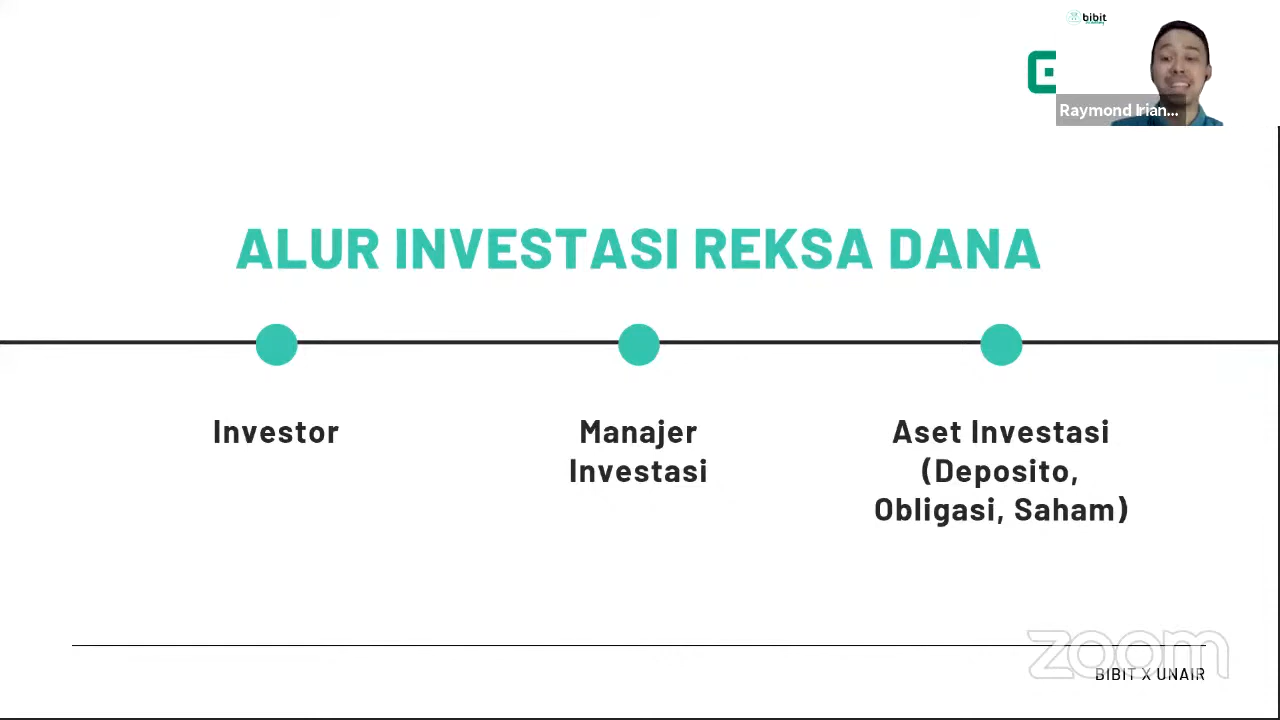 bibit
Raymond Irian...
ALUR INVESTASI REKSA DANA
Investor
Manajer
Investasi
Aset Investasi
(Deposito,
Obligasi, Saham)
zoom
BIBIT X UNAIR